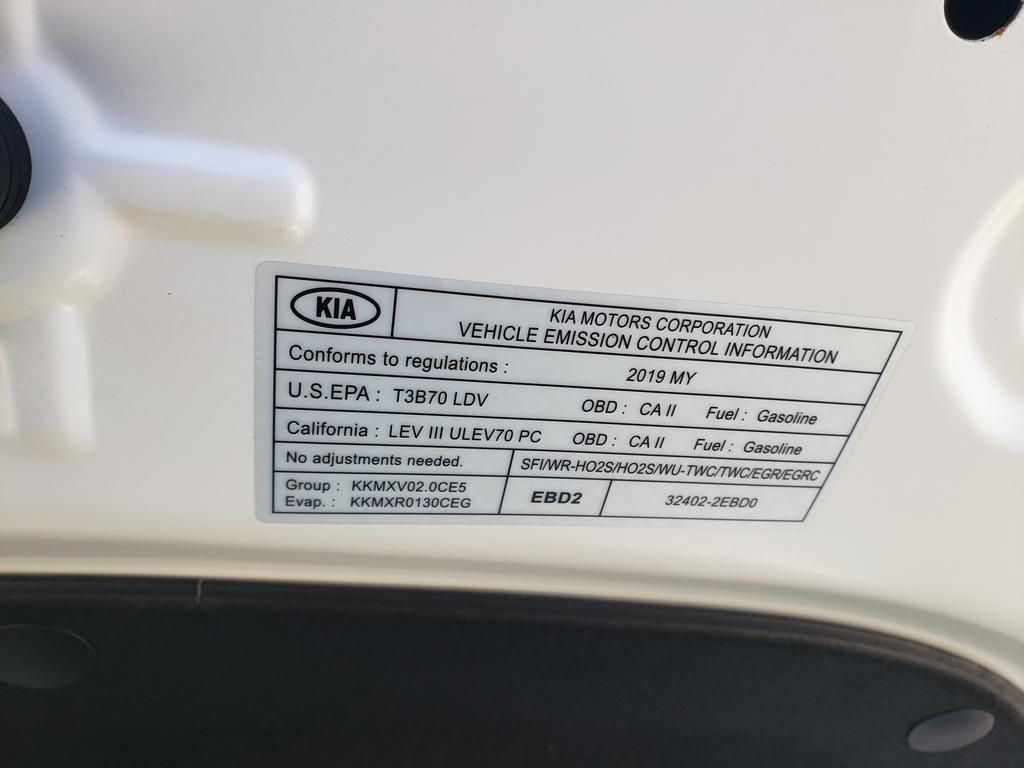 KIA
KIA MOTORS CORPORATION
VEHICLE EMISSION CONTROL INFORMATION
Conforms to regulations : 2019 MY
U.S.EPA : T3B70 LDV OBD : CA II Fuel : Gasoline
California : LEV III ULEV70 PC OBD : CA II Fuel : Gasoline
No adjustments needed. SFI/WR-HO2S/HO2S/WU-TWC/TWC/EGR/EGRC
Group : KKMXV02.0CE5
Evap. : KKMXR0130CEG
EBD2 32402-2EBD0